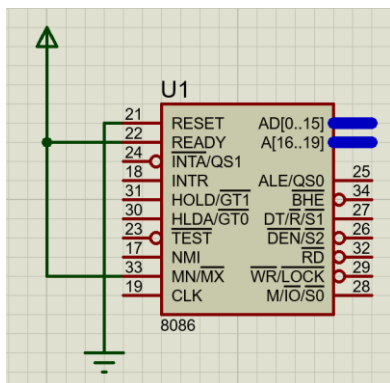 U1
21 RESET AD[0..15]
22 READY A[16..19]
24 INTA/QS1
18 INTR ALE/QS0 25
31 HOLD/GT1 BHE 34
30 HLDA/GT0 DT/R/S1 27
23 TEST DEN/S2 26
17 NMI RD 32
33 MN/MX WR/LOCK 29
19 CLK M/IO/S0 28
8086